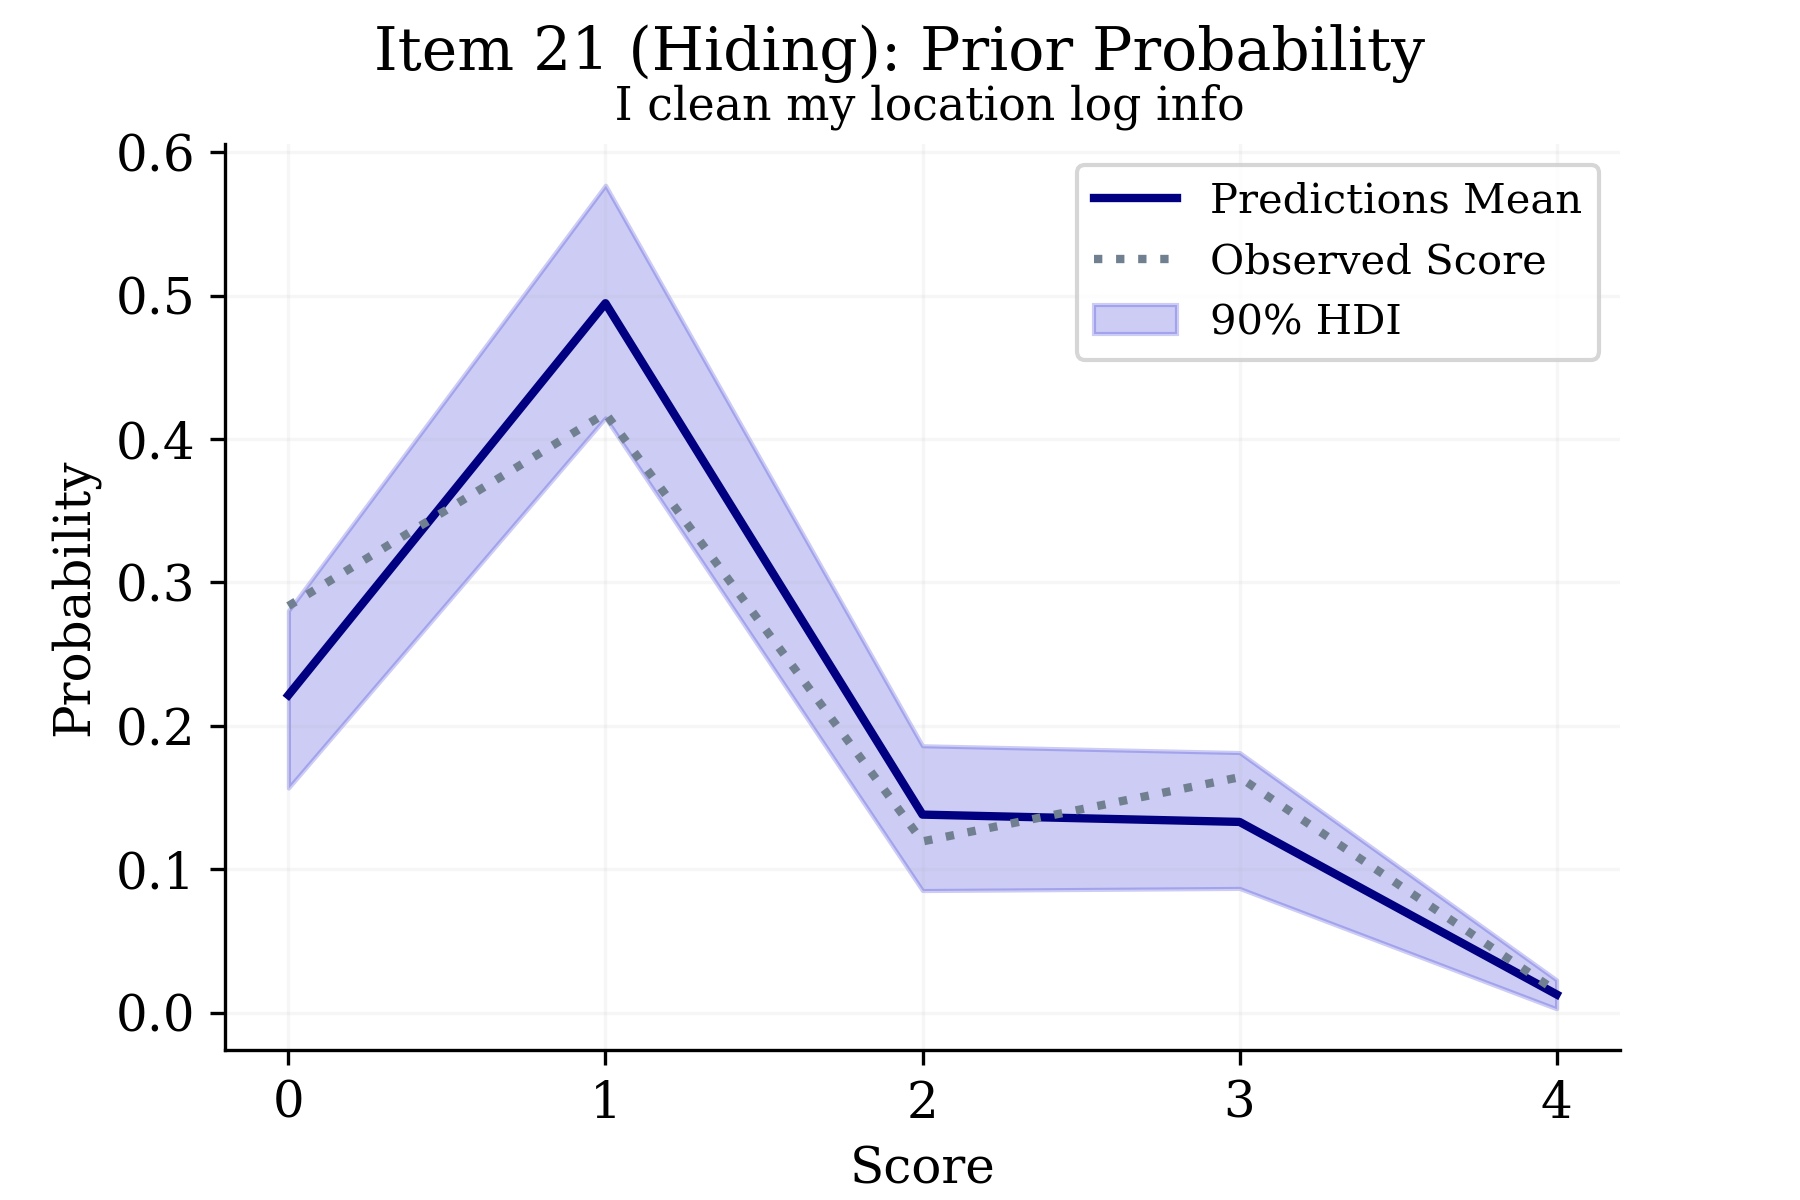 Item 21 (Hiding): Prior Probability
I clean my location log info
0.6
0.5
0.4
0.3
0.2
0.1
0.0
Probability
Predictions Mean
Observed Score
90% HDI
0 1 2 3 4
Score